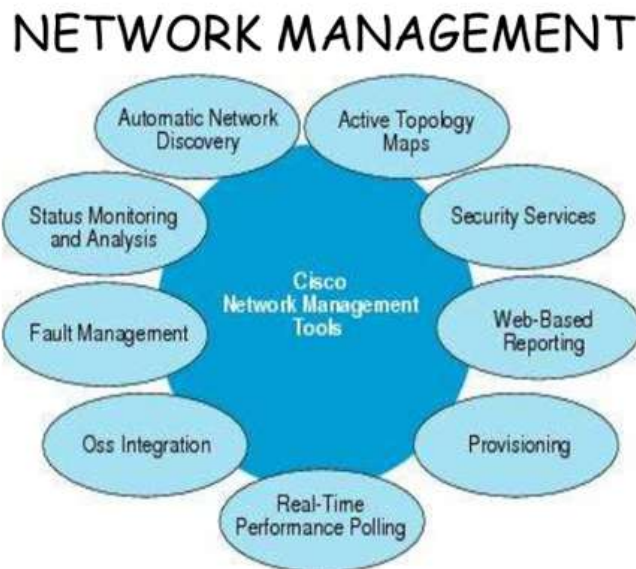 NETWORK MANAGEMENT
Automatic Network
Discovery
Active Topology
Maps
Status Monitoring
and Analysis
Security Services
Cisco
Network Management
Tools
Fault Management
Web-Based
Reporting
Oss Integration
Provisioning
Real-Time
Performance Polling